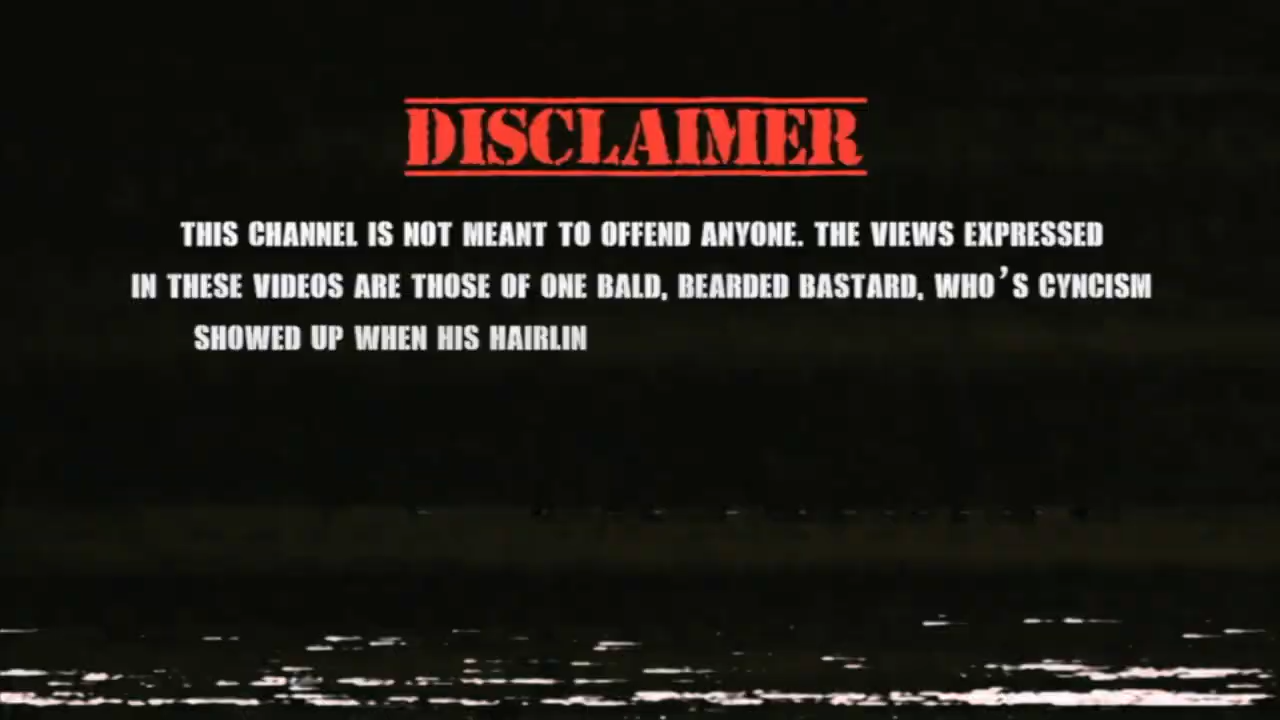 DISCLAIMER
THIS CHANNEL IS NOT MEANT TO OFFEND ANYONE. THE VIEWS EXPRESSED
IN THESE VIDEOS ARE THOSE OF ONE BALD, BEARDED BASTARD, WHO'S CYNCISM
SHOWED UP WHEN HIS HAIRLIN